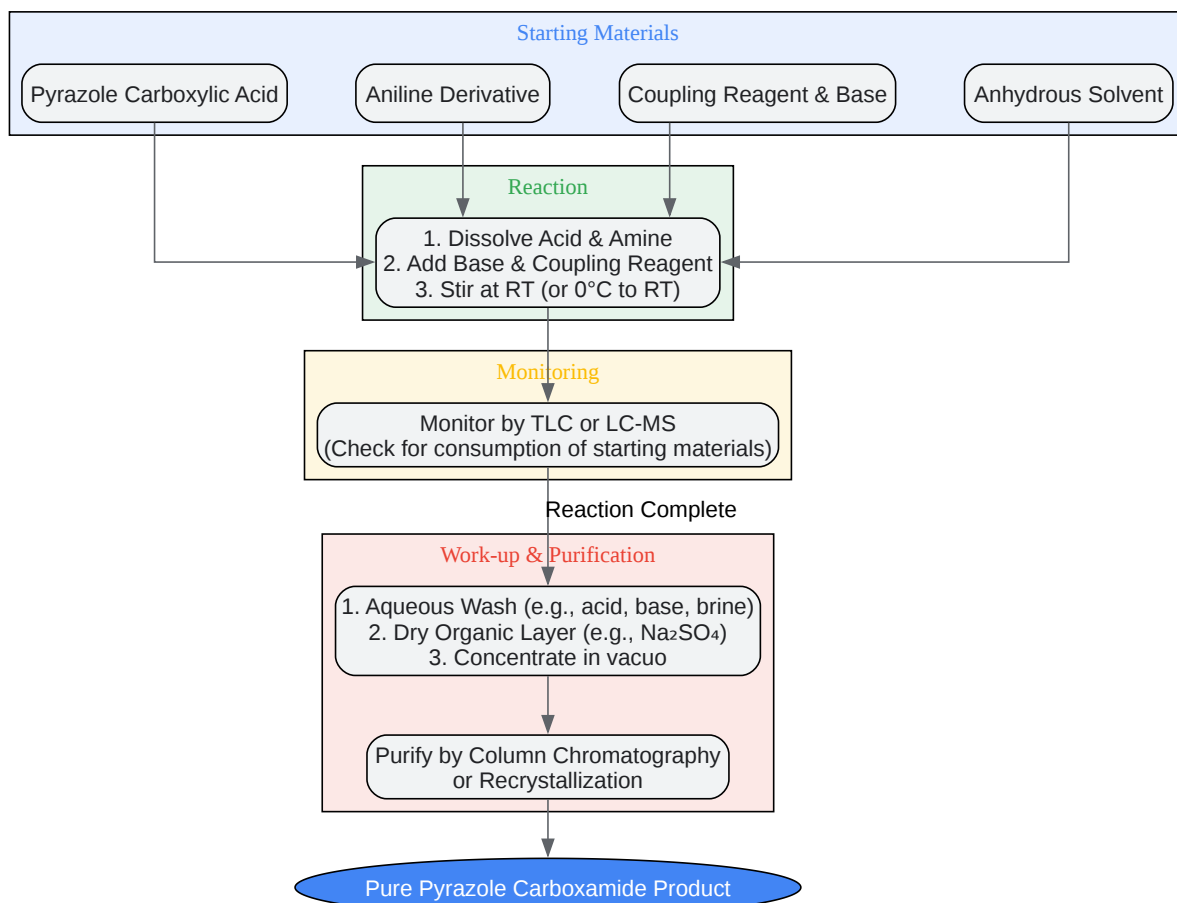 Starting Materials
Pyrazole Carboxylic Acid
Aniline Derivative
Coupling Reagent & Base
Anhydrous Solvent
Reaction
1. Dissolve Acid & Amine
2. Add Base & Coupling Reagent
3. Stir at RT (or 0°C to RT)
Monitoring
Monitor by TLC or LC-MS
(Check for consumption of starting materials)
Reaction Complete
Work-up & Purification
1. Aqueous Wash (e.g., acid, base, brine)
2. Dry Organic Layer (e.g., Na₂SO₄)
3. Concentrate in vacuo
Purify by Column Chromatography
or Recrystallization
Pure Pyrazole Carboxamide Product